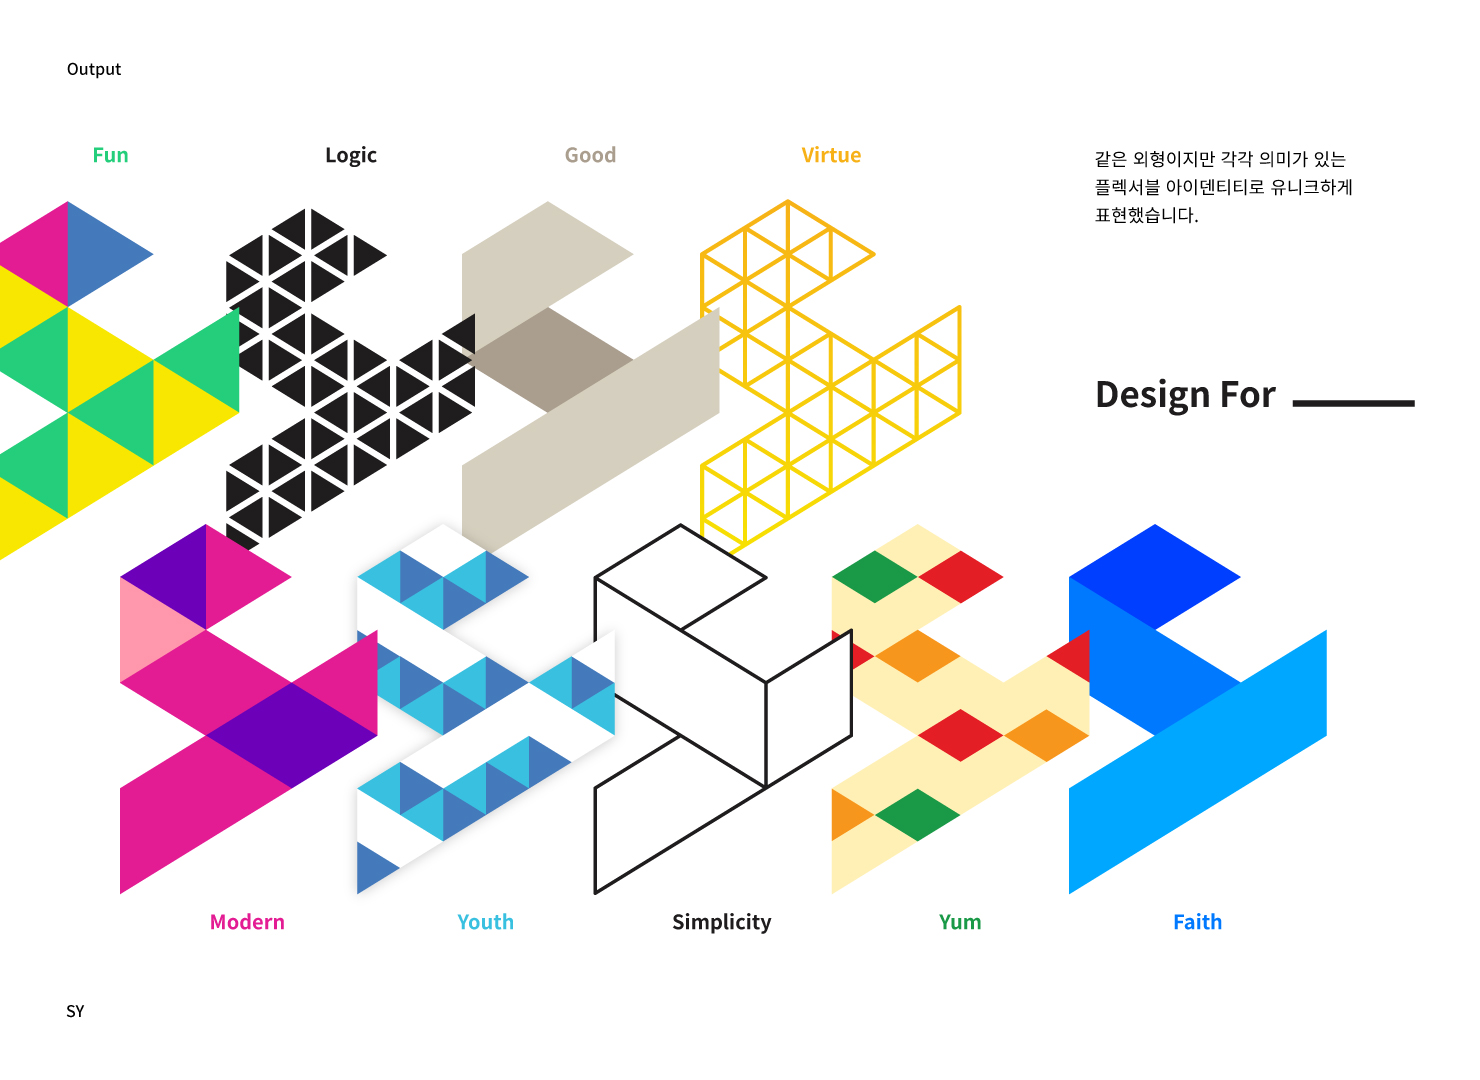 Output
Fun
Logic
Good
Virtue
같은 외형이지만 각각 의미가 있는
플렉서블 아이덴티티로 유니크하게
표현했습니다.
Design For
Modern
Youth
Simplicity
Yum
Faith
SY